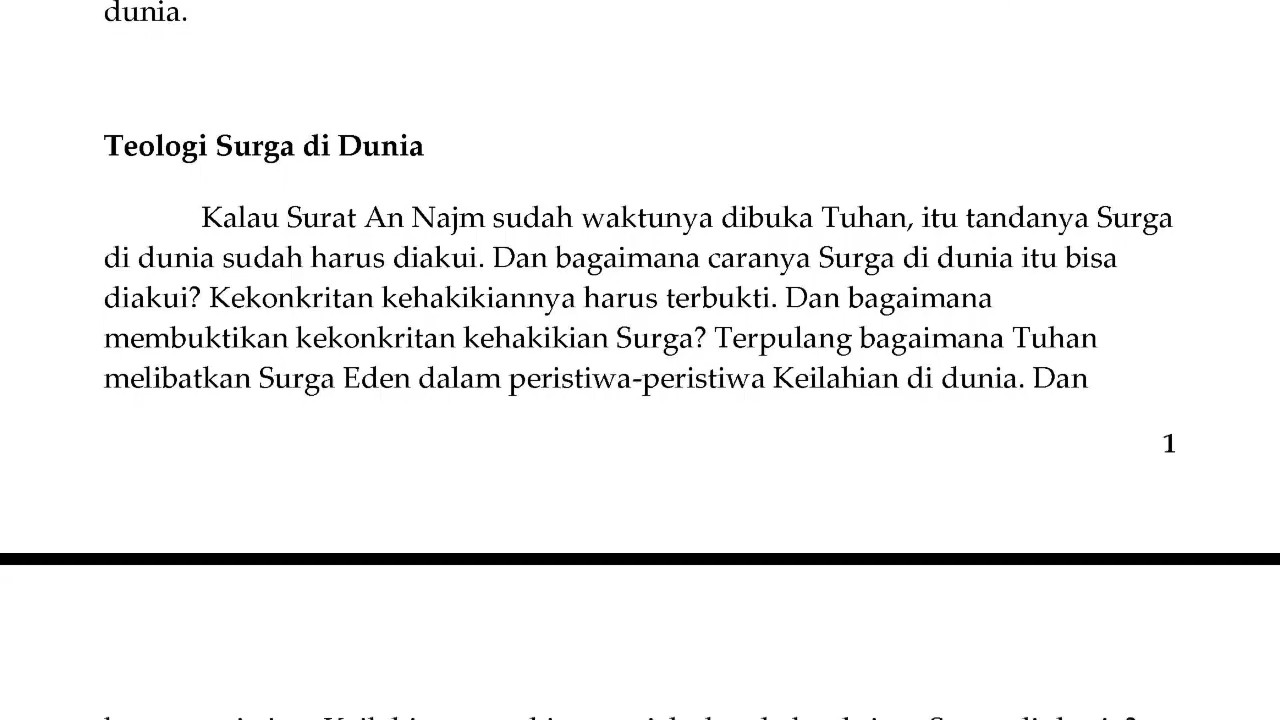 dunia.
Teologi Surga di Dunia
Kalau Surat An Najm sudah waktunya dibuka Tuhan, itu tandanya Surga
di dunia sudah harus diakui. Dan bagaimana caranya Surga di dunia itu bisa
diakui? Kekonkritan kehakikiannya harus terbukti. Dan bagaimana
membuktikan kekonkritan kehakikian Surga? Terpulang bagaimana Tuhan
melibatkan Surga Eden dalam peristiwa-peristiwa Keilahian di dunia. Dan
1